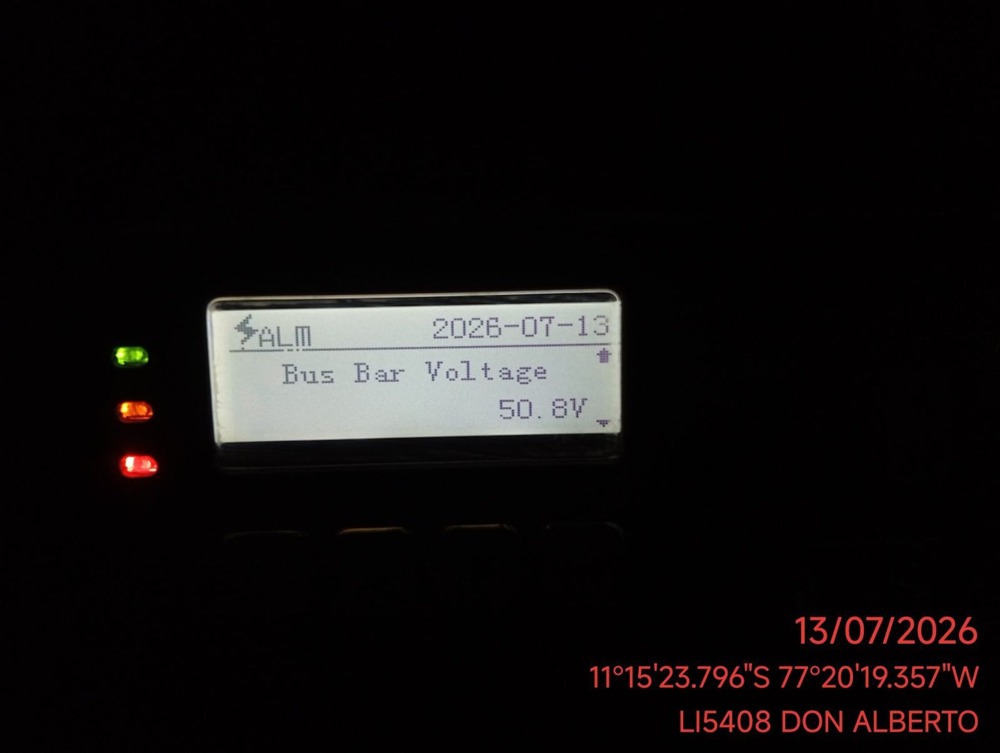 ALM 2026-07-13
Bus Bar Voltage
50.8V
13/07/2026
11°15'23.796"S 77°20'19.357"W
LI5408 DON ALBERTO